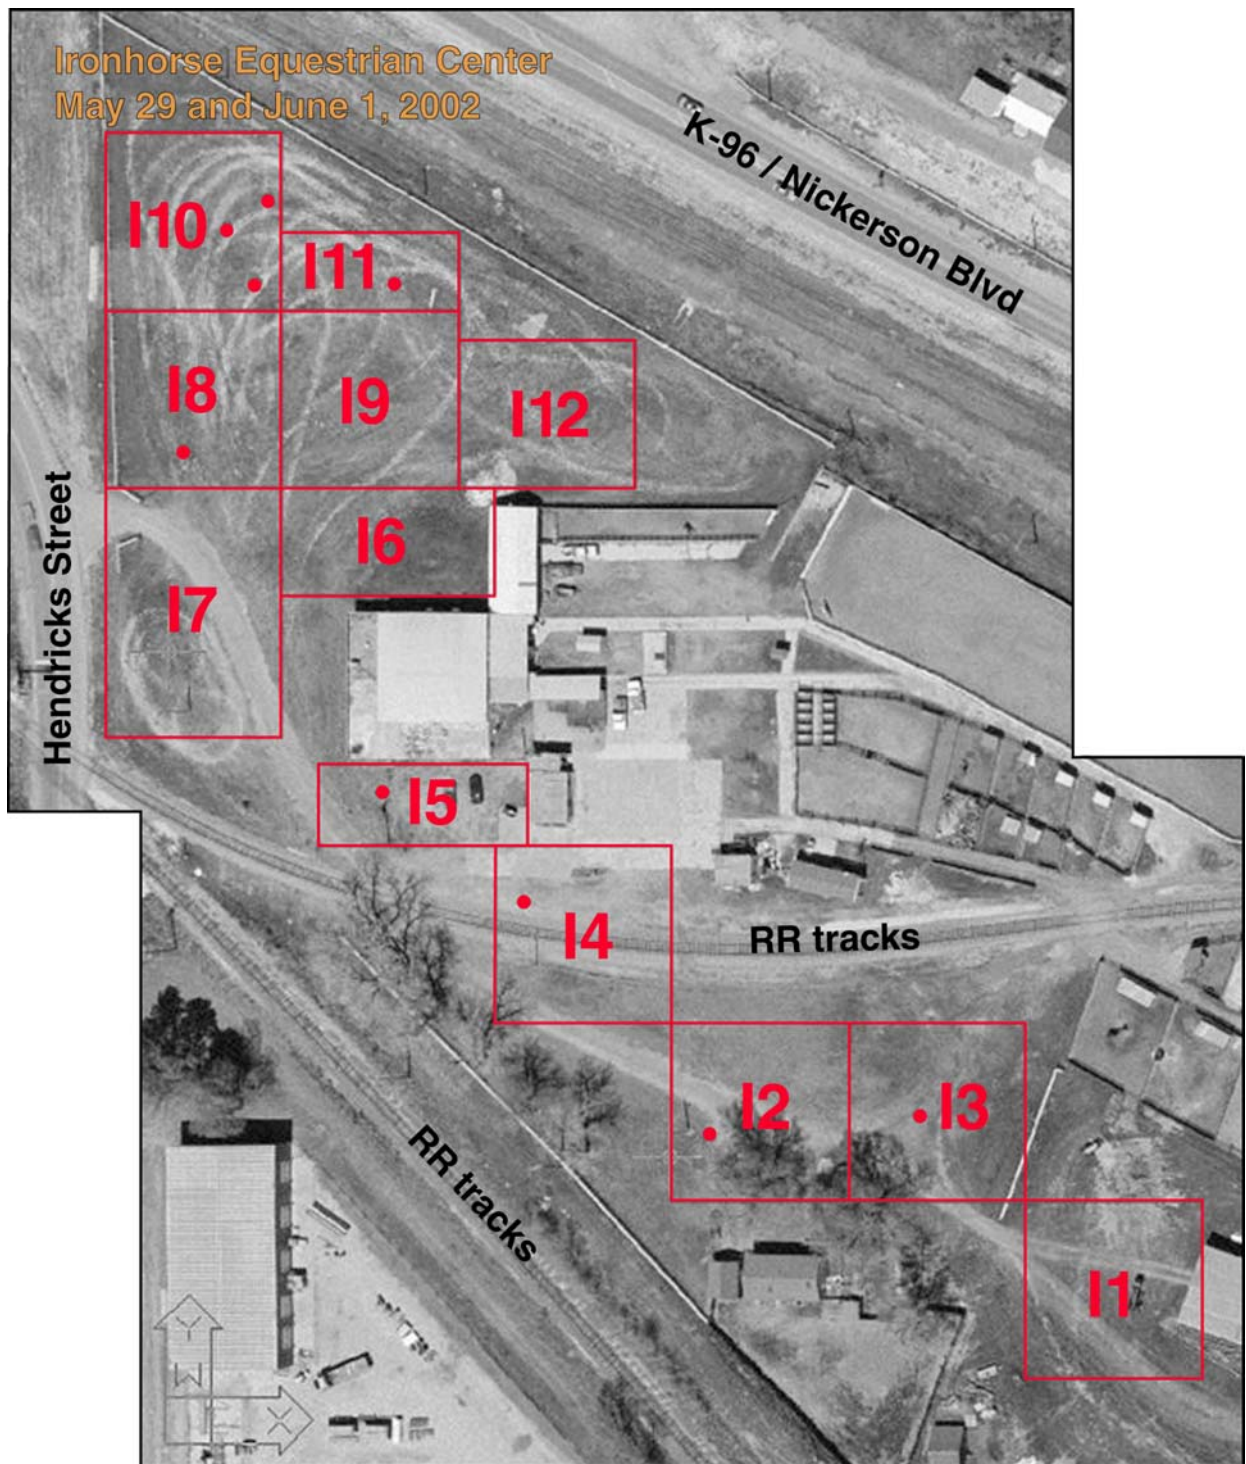 Ironhorse Equestrian Center
May 29 and June 1, 2002
K-96 / Nickerson Blvd
I10
I11
I8
I9
I12
Hendricks Street
I6
I7
I5
I4
RR tracks
I2
I3
RR tracks
I1
Y
W
X